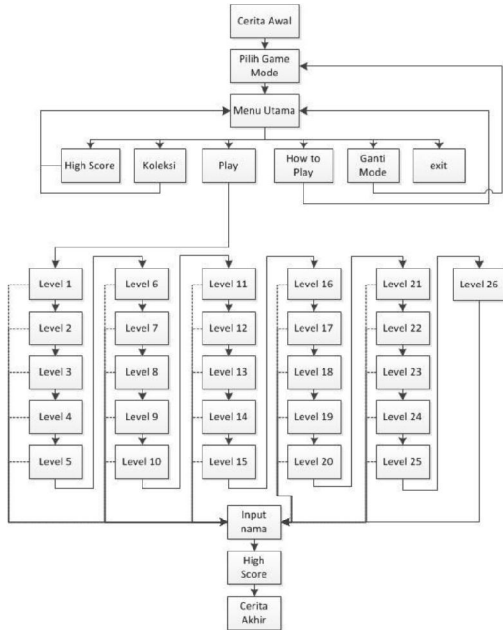 Cerita Awal
Pilih Game
Mode
Menu Utama
High Score
Koleksi
Play
How to
Play
Ganti
Mode
exit
Level 1
Level 6
Level 11
Level 16
Level 21
Level 26
Level 2
Level 7
Level 12
Level 17
Level 22
Level 3
Level 8
Level 13
Level 18
Level 23
Level 4
Level 9
Level 14
Level 19
Level 24
Level 5
Level 10
Level 15
Level 20
Level 25
Input
nama
High
Score
Cerita
Akhir